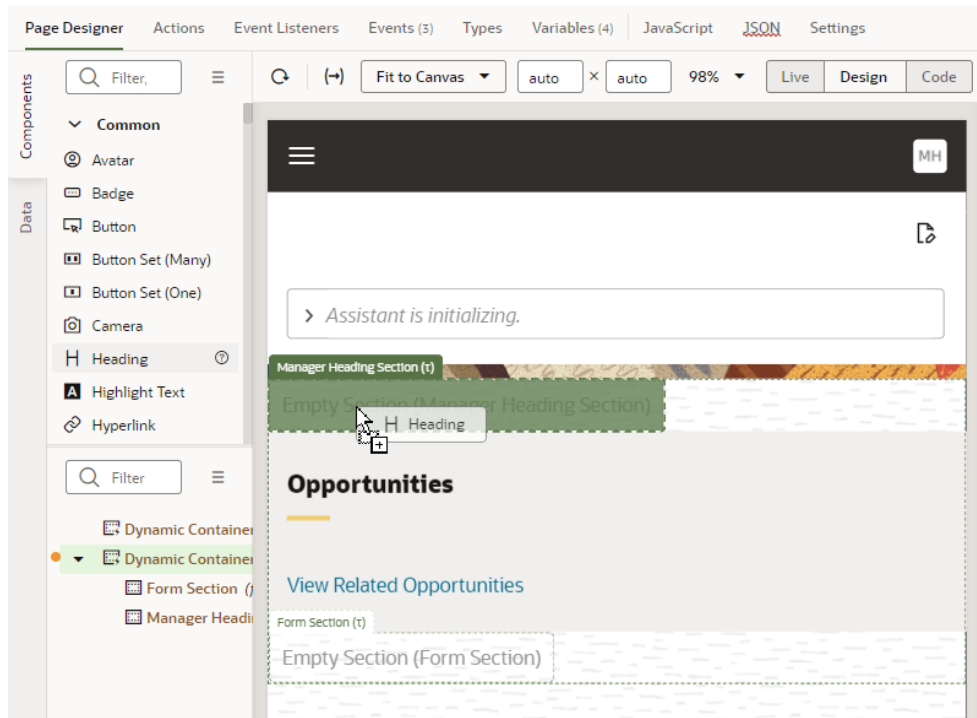 Page Designer Actions Event Listeners Events (3) Types Variables (4) JavaScript JSON Settings
Components
Data
Filter,
Fit to Canvas auto × auto 98% Live Design Code
Common
Avatar
Badge
Button
Button Set (Many)
Button Set (One)
Camera
H Heading
A Highlight Text
Hyperlink
Filter
Dynamic Container
Dynamic Container
Form Section (f
Manager Headi
MH
Assistant is initializing.
Manager Heading Section (τ)
Empty Section (Manager Heading Section)
H Heading
Opportunities
View Related Opportunities
Form Section (τ)
Empty Section (Form Section)